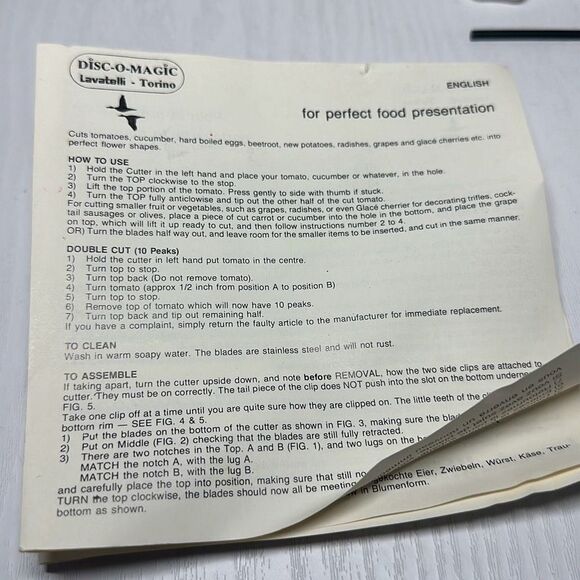 DISC-O-MAGIC
Lavatelli - Torino
ENGLISH
for perfect food presentation
Cuts tomatoes, cucumber, hard boiled eggs, beetroot, new potatoes, radishes, grapes and glacé cherries etc. into
perfect flower shapes.
HOW TO USE
1) Hold the Cutter in the left hand and place your tomato, cucumber or whatever, in the hole.
2) Turn the TOP clockwise to the stop.
3) Lift the top portion of the tomato. Press gently to side with thumb if stuck.
4) Turn the TOP fully anticlowise and tip out the other half of the cut tomato.
For cutting smaller fruit or vegetables, such as grapes, radishes, or even Glacé cherrier for decorating trifles, cock-
tail sausages or olives, place a piece of cut carrot or cucumber into the hole in the bottom, and place the grape
on top, which will lift it up ready to cut, and then follow instructions number 2 to 4.
OR) Turn the blades half way out, and leave room for the smaller items to be inserted, and cut in the same manner.
DOUBLE CUT (10 Peaks)
1) Hold the cutter in left hand put tomato in the centre.
2) Turn top to stop.
3) Turn top back (Do not remove tomato).
4) Turn tomato (approx 1/2 inch from position A to position B)
5) Turn top to stop.
6) Remove top of tomato which will now have 10 peaks.
7) Turn top back and tip out remaining half.
If you have a complaint, simply return the faulty article to the manufacturer for immediate replacement.
TO CLEAN
Wash in warm soapy water. The blades are stainless steel and will not rust.
TO ASSEMBLE
If taking apart, turn the cutter upside down, and note before REMOVAL, how the two side clips are attached to
cutter. They must be on correctly. The tail piece of the clip does NOT push into the slot on the bottom
FIG. 5.
Take one clip off at a time until you are quite sure how they are clipped on. The little teeth of the
bottom rim — SEE FIG. 4 & 5.
1) Put the blades on the bottom of the cutter as shown in FIG. 3, making sure the
2) Put on Middle (FIG. 2) checking that the blades are still fully retracted.
3) There are two notches in the Top. A and B (FIG. 1), and two lugs on the
MATCH the notch A, with the lug A.
MATCH the notch B, with the lug B.
and carefully place the top into position, making sure that still
TURN the top clockwise, the blades should now all be meeting
bottom as shown.
gekochte Eier, Zwiebeln, Würst, Käse, Trau-
in Blumenform.